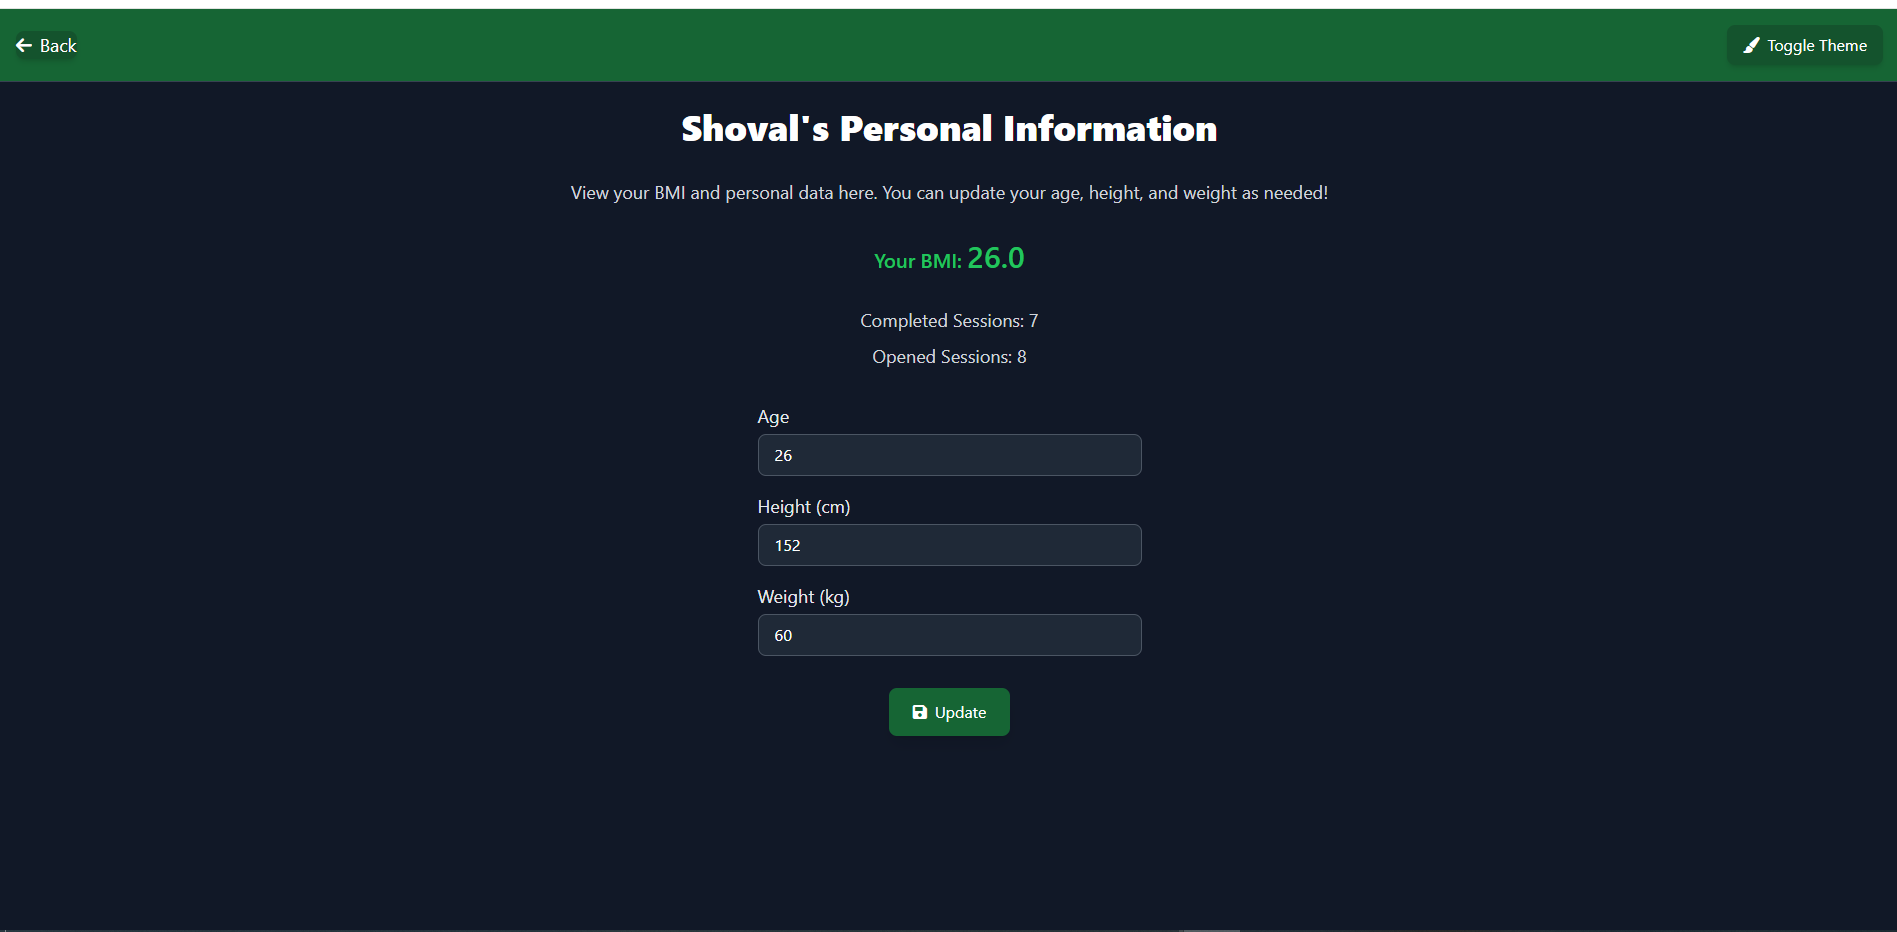 Back
Toggle Theme
Shoval's Personal Information
View your BMI and personal data here. You can update your age, height, and weight as needed!
Your BMI: 26.0
Completed Sessions: 7
Opened Sessions: 8
Age
26
Height (cm)
152
Weight (kg)
60
Update